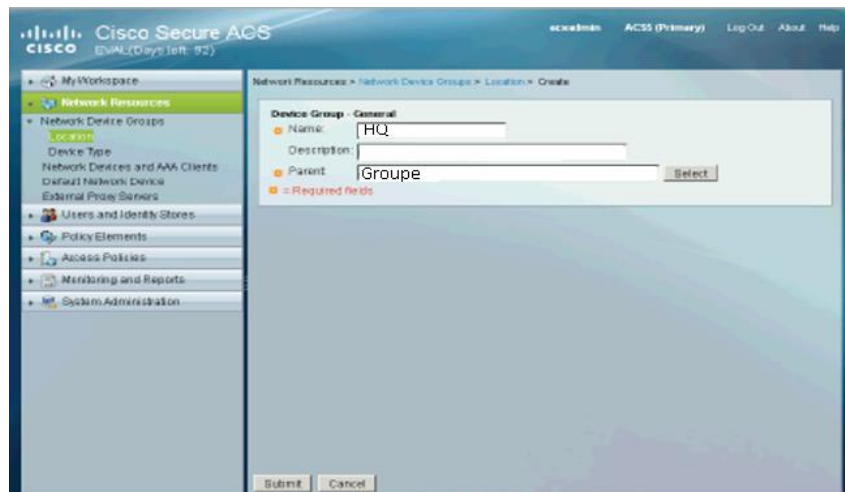 Cisco Secure ACS
CISCO
EVAL(Days left: 92)
acsadmin
ACS5 (Primary)
Log Out
About
Help
My Workspace
Network Resources
Network Device Groups
Location
Device Type
Network Devices and AAA Clients
Default Network Device
External Proxy Servers
Users and Identity Stores
Policy Elements
Access Policies
Monitoring and Reports
System Administration
Network Resources > Network Device Groups > Location > Create
Device Group - General
Name: HQ
Description:
Parent: Groupe Select
= Required fields
Submit Cancel